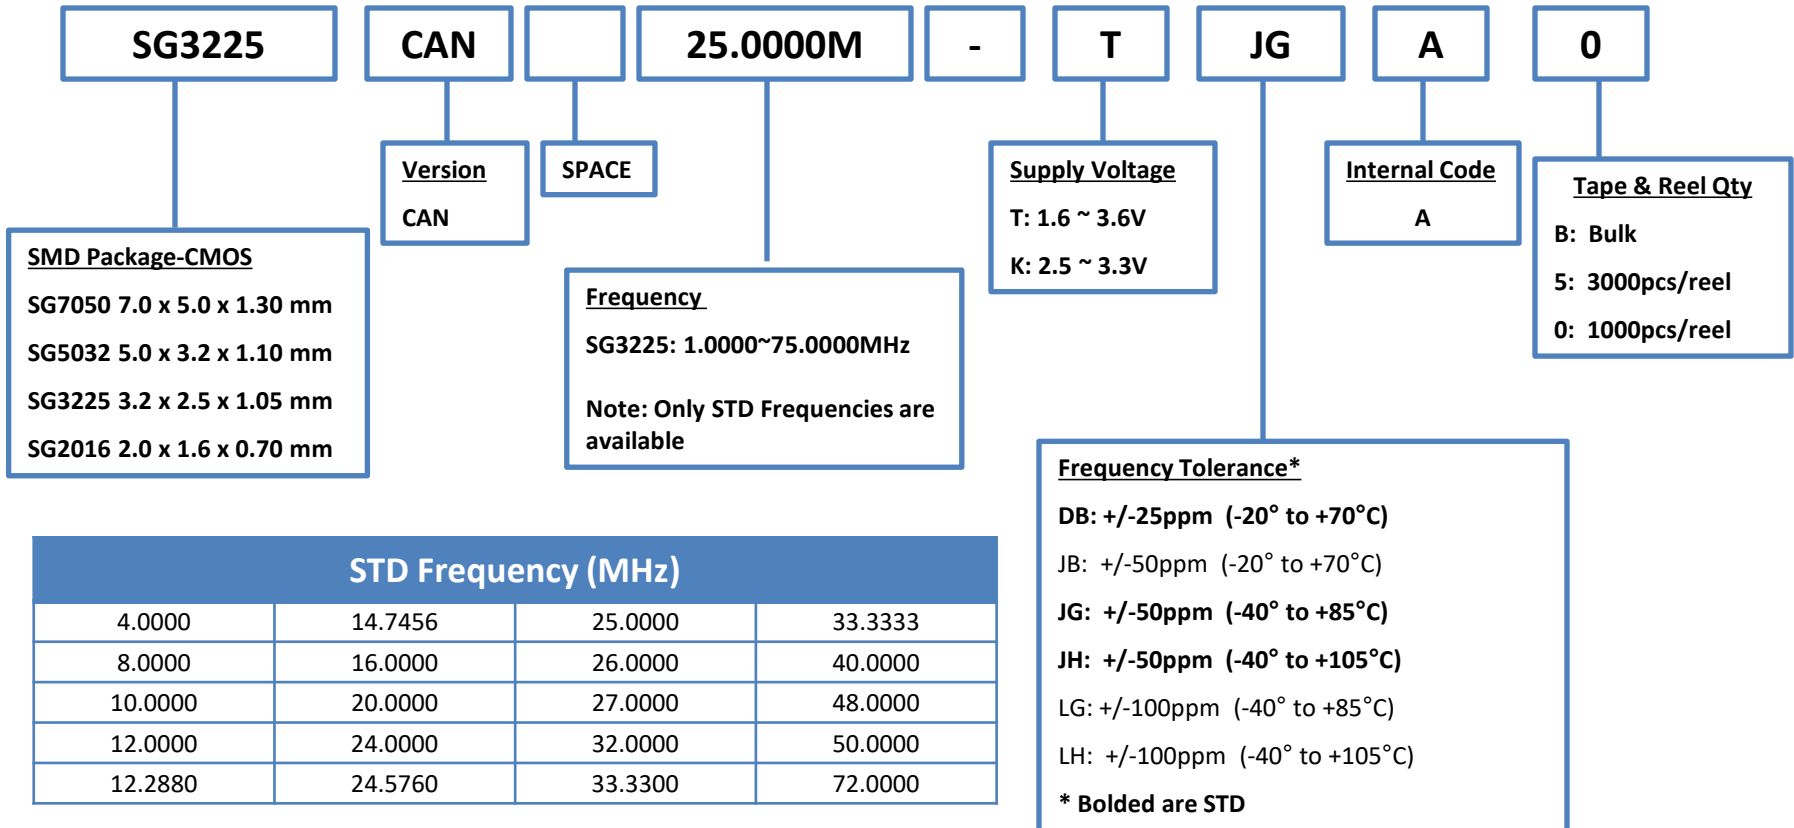 SG3225 CAN 25.0000M - T JG A 0
Version
CAN
SPACE
Supply Voltage
T: 1.6 ~ 3.6V
K: 2.5 ~ 3.3V
Internal Code
A
Tape & Reel Qty
B: Bulk
5: 3000pcs/reel
0: 1000pcs/reel
SMD Package-CMOS
SG7050 7.0 x 5.0 x 1.30 mm
SG5032 5.0 x 3.2 x 1.10 mm
SG3225 3.2 x 2.5 x 1.05 mm
SG2016 2.0 x 1.6 x 0.70 mm
Frequency
SG3225: 1.0000~75.0000MHz
Note: Only STD Frequencies are
available
Frequency Tolerance*
DB: +/-25ppm (-20° to +70°C)
JB: +/-50ppm (-20° to +70°C)
JG: +/-50ppm (-40° to +85°C)
JH: +/-50ppm (-40° to +105°C)
LG: +/-100ppm (-40° to +85°C)
LH: +/-100ppm (-40° to +105°C)
* Bolded are STD
STD Frequency (MHz)
4.0000 14.7456 25.0000 33.3333
8.0000 16.0000 26.0000 40.0000
10.0000 20.0000 27.0000 48.0000
12.0000 24.0000 32.0000 50.0000
12.2880 24.5760 33.3300 72.0000